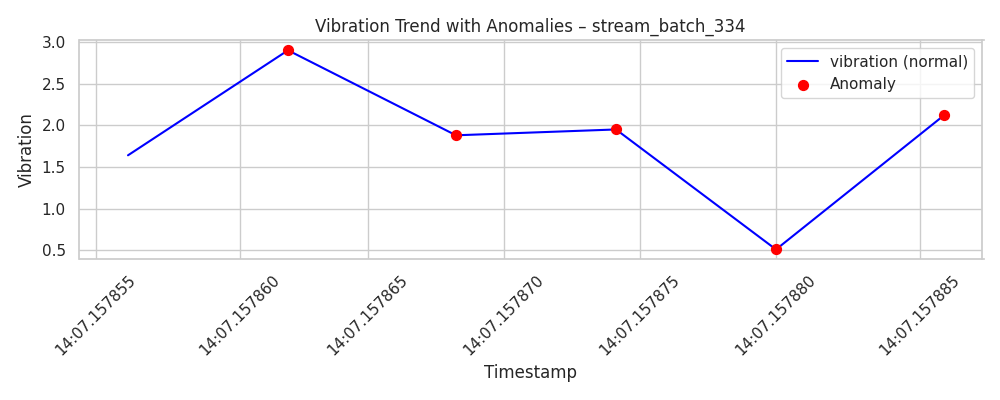 Vibration Trend with Anomalies – stream_batch_334
3.0
2.5
2.0
1.5
1.0
0.5
Vibration
vibration (normal)
Anomaly
14:07.157855
14:07.157860
14:07.157865
14:07.157870
14:07.157875
14:07.157880
14:07.157885
Timestamp